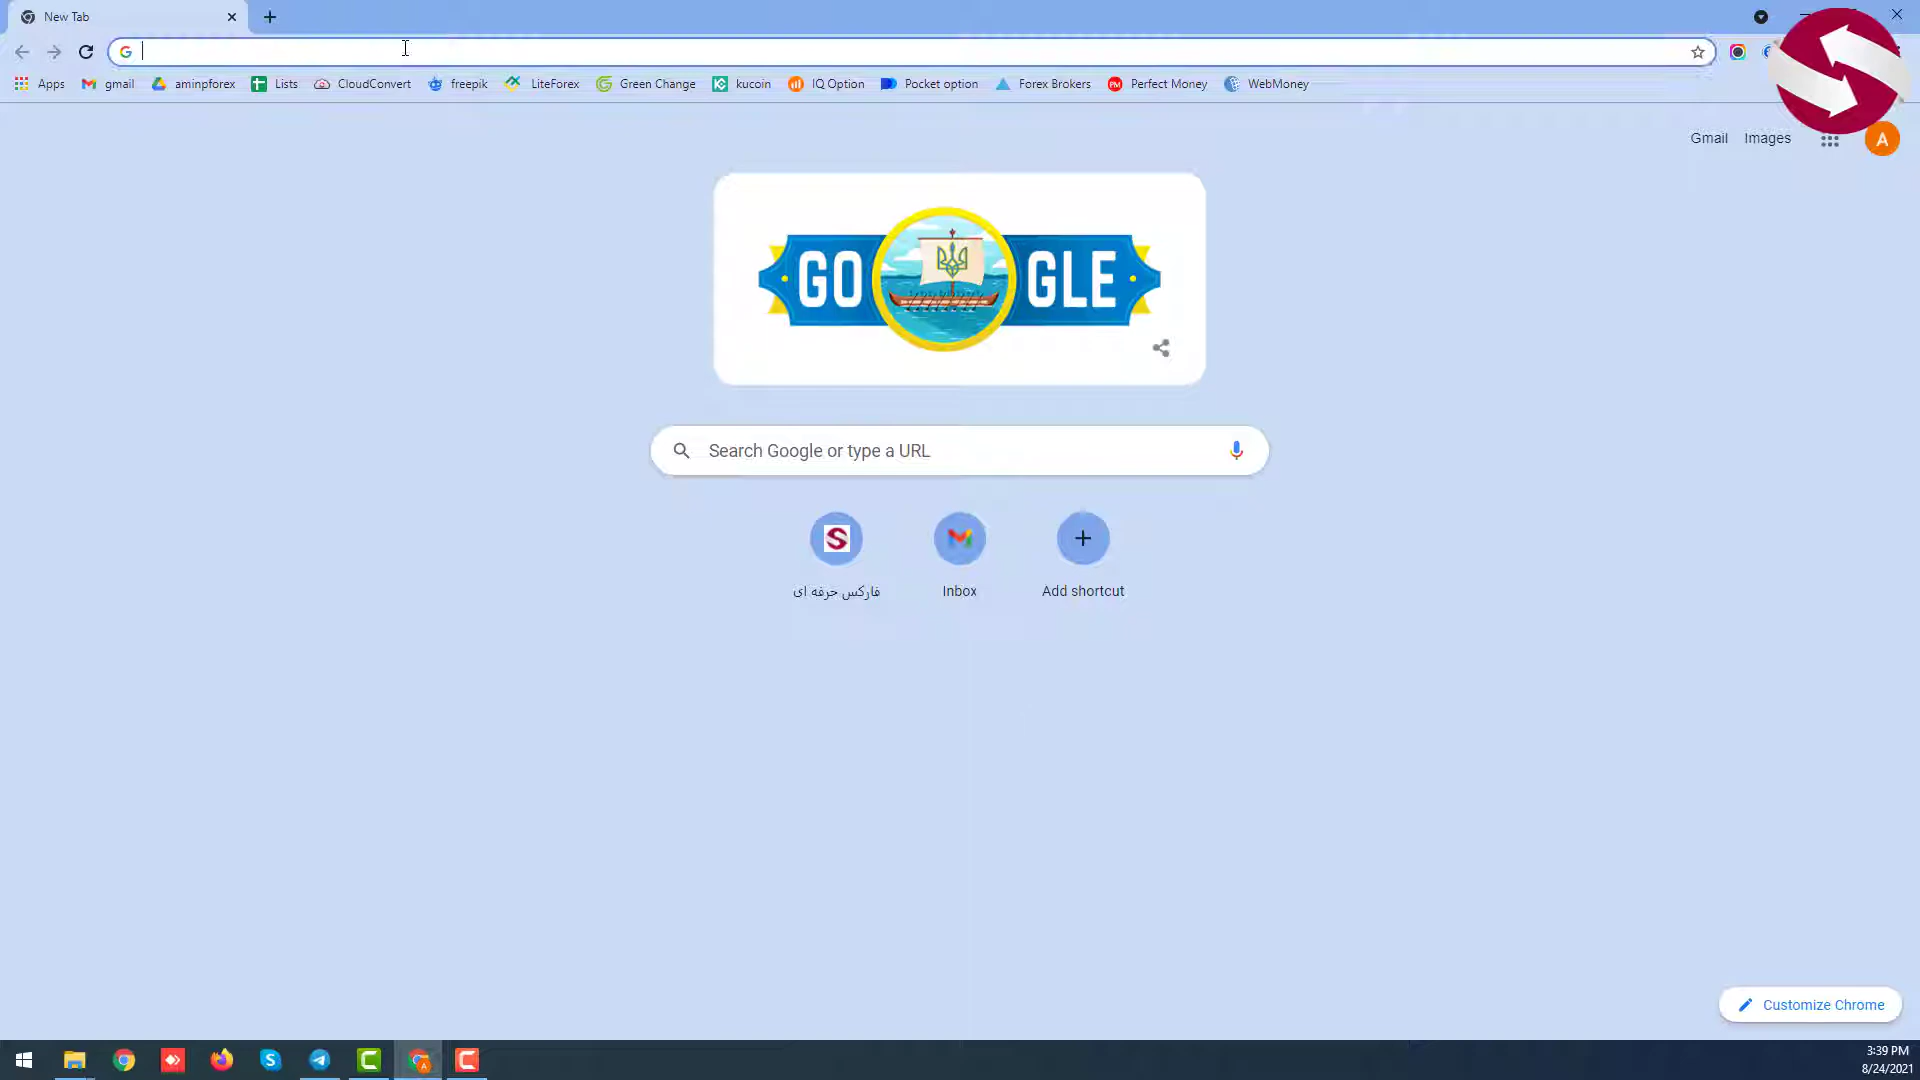 New Tab
Apps gmail aminpforex Lists CloudConvert freepik LiteForex Green Change kucoin IQ Option Pocket option Forex Brokers Perfect Money WebMoney
Gmail Images A
GO GLE
Search Google or type a URL
فارکس حرفه ای Inbox Add shortcut
Customize Chrome
3:39 PM
8/24/2021